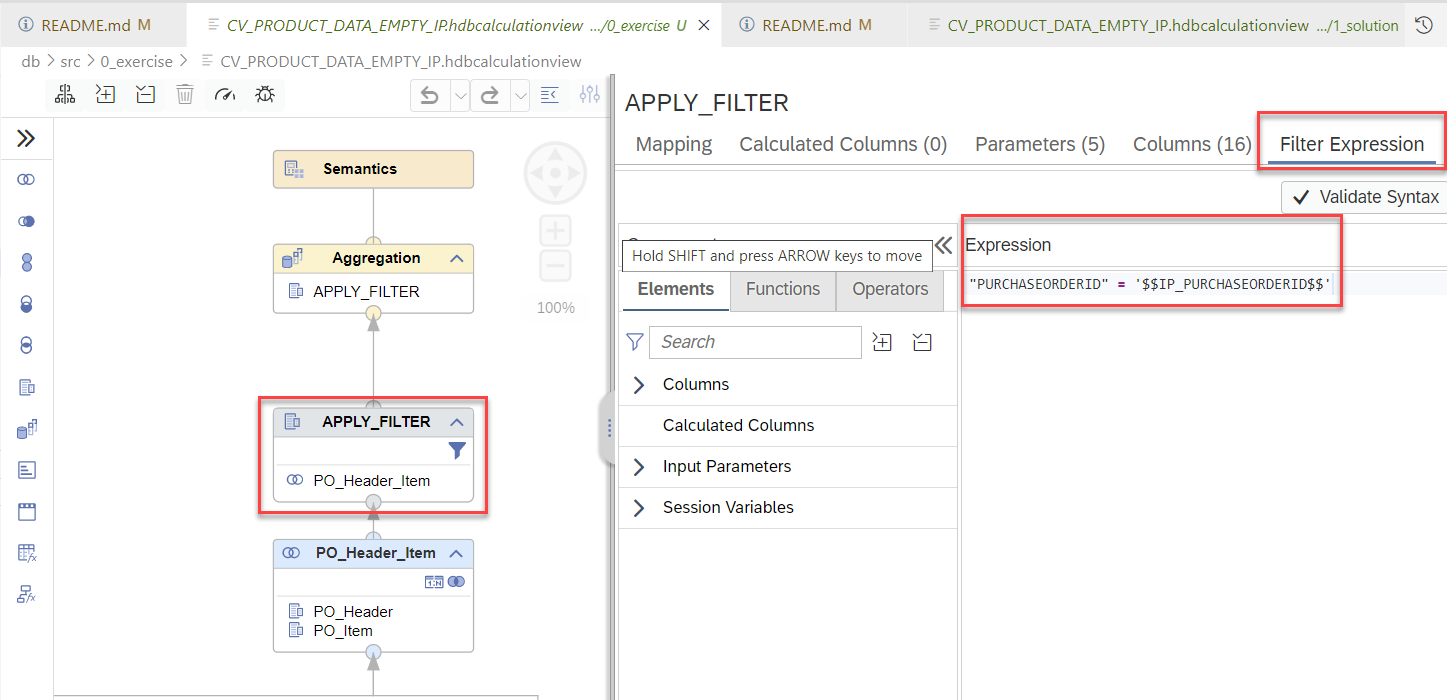 README.md M
CV_PRODUCT_DATA_EMPTY_IP.hdbcalculationview .../0_exercise U
README.md M
CV_PRODUCT_DATA_EMPTY_IP.hdbcalculationview .../1_solution
db > src > 0_exercise > CV_PRODUCT_DATA_EMPTY_IP.hdbcalculationview
Semantics
Aggregation
APPLY_FILTER
100%
APPLY_FILTER
PO_Header_Item
PO_Header_Item
1:N
PO_Header
PO_Item
APPLY_FILTER
Mapping
Calculated Columns (0)
Parameters (5)
Columns (16)
Filter Expression
Validate Syntax
Hold SHIFT and press ARROW keys to move
Elements
Functions
Operators
Search
Columns
Calculated Columns
Input Parameters
Session Variables
Expression
"PURCHASEORDERID" = '$$IP_PURCHASEORDERID$$'